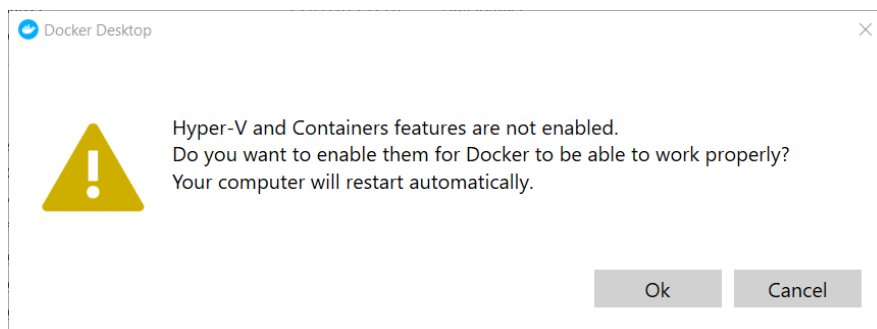 Docker Desktop
Hyper-V and Containers features are not enabled.
Do you want to enable them for Docker to be able to work properly?
Your computer will restart automatically.
Ok Cancel